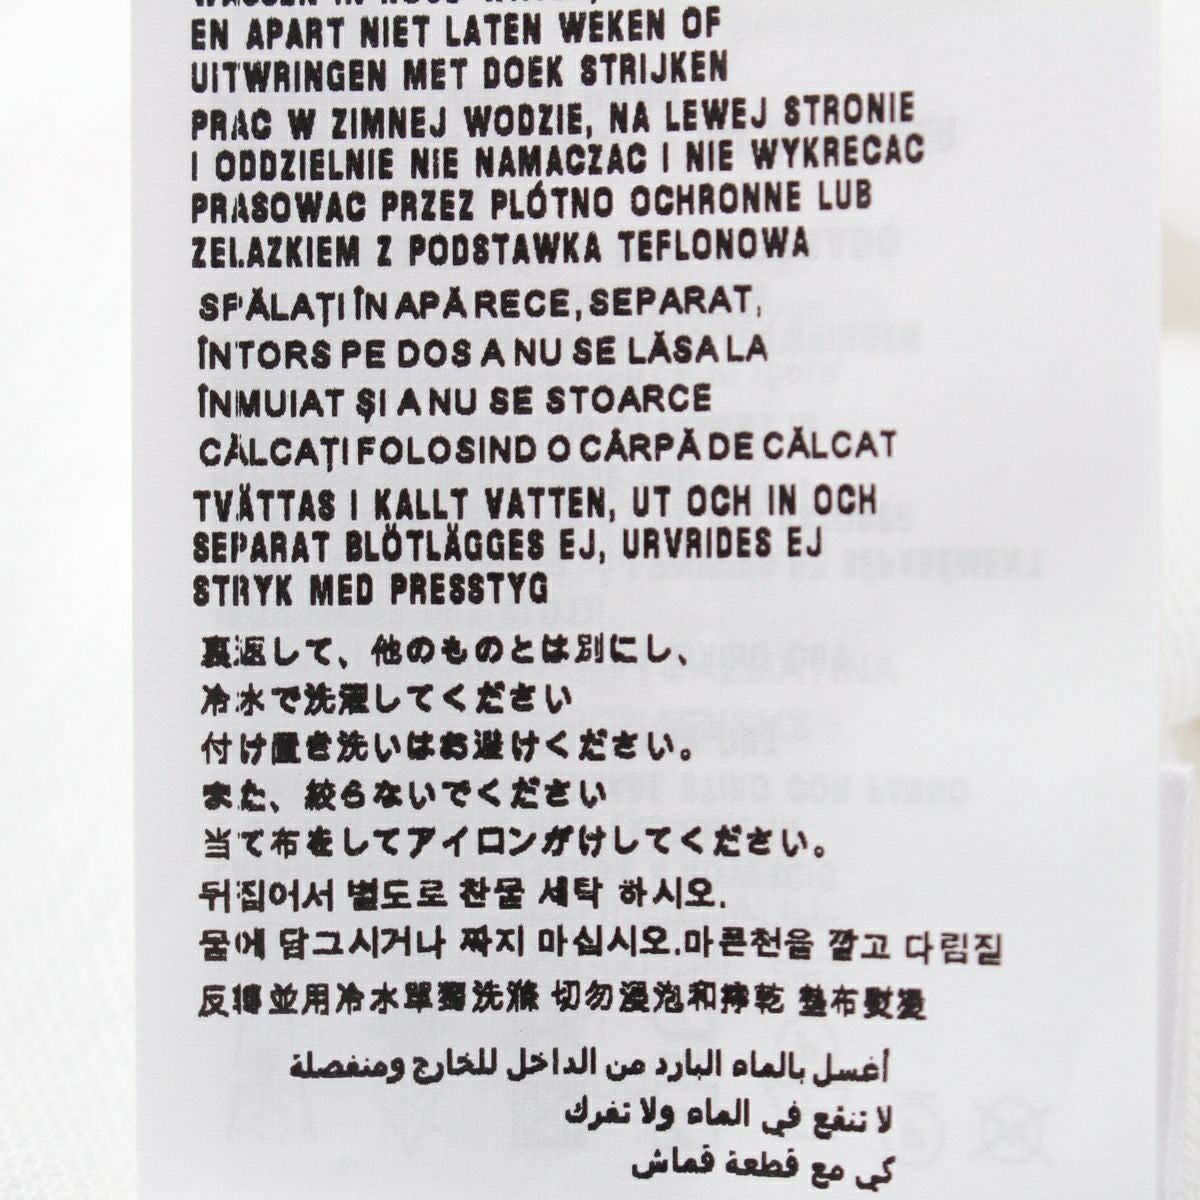 EN APART NIET LATEN WEKEN OF
UITWRINGEN MET DOEK STRIJKEN
PRAC W ZIMNEJ WODZIE, NA LEWEJ STRONIE
I ODDZIELNIE NIE NAMACZAC I NIE WYKRECAC
PRASOWAC PRZEZ PLÓTNO OCHRONNE LUB
ZELAZKIEM Z PODSTAWKA TEFLONOWA
SPĂLAȚI ÎN APĂ RECE, SEPARAT,
ÎNTORS PE DOS A NU SE LĂSA LA
ÎNMUIAT ȘI A NU SE STOARCE
CĂLCAȚI FOLOSIND O CÂRPĂ DE CĂLCAT
TVÄTTAS I KALLT VATTEN, UT OCH IN OCH
SEPARAT BLÖTLÄGGES EJ, URVRIDES EJ
STRYK MED PRESSTYG
裏返して、他のものとは別にし、
冷水で洗濯してください
付け置き洗いはお避けください。
また、絞らないでください
当て布をしてアイロンがけしてください。
뒤집어서 별도로 찬물 세탁 하시오.
물에 담그시거나 짜지 마십시오.마른천을 깔고 다림질
反轉並用冷水單獨洗滌 切勿浸泡和擰乾 墊布熨燙
أغسل بالماء البارد من الداخل للخارج ومنفصلة
لا تنقع في الماء ولا تفرك
كي مع قطعة قماش